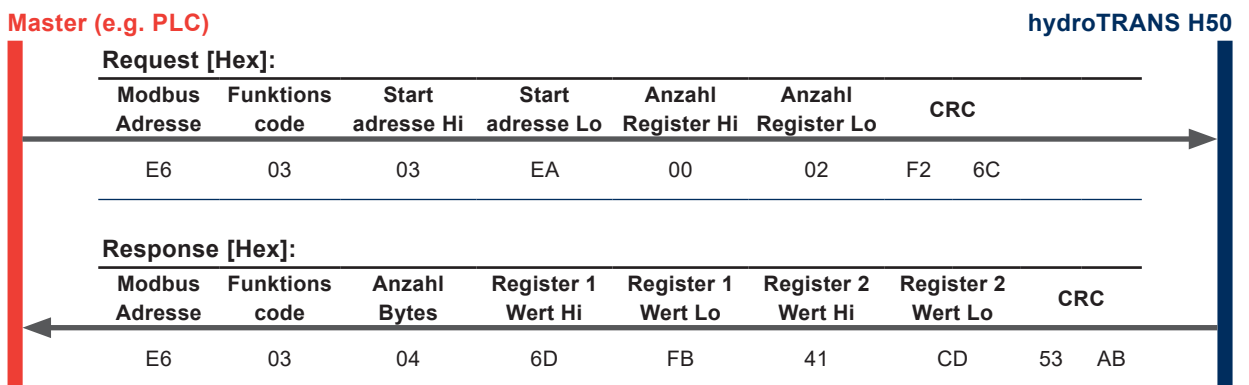 Master (e.g. PLC) hydroTRANS H50
Request [Hex]:
Modbus Funktions Start Start Anzahl Anzahl CRC
Adresse code adresse Hi adresse Lo Register Hi Register Lo
E6 03 03 EA 00 02 F2 6C
Response [Hex]:
Modbus Funktions Anzahl Register 1 Register 1 Register 2 Register 2 CRC
Adresse code Bytes Wert Hi Wert Lo Wert Hi Wert Lo
E6 03 04 6D FB 41 CD 53 AB